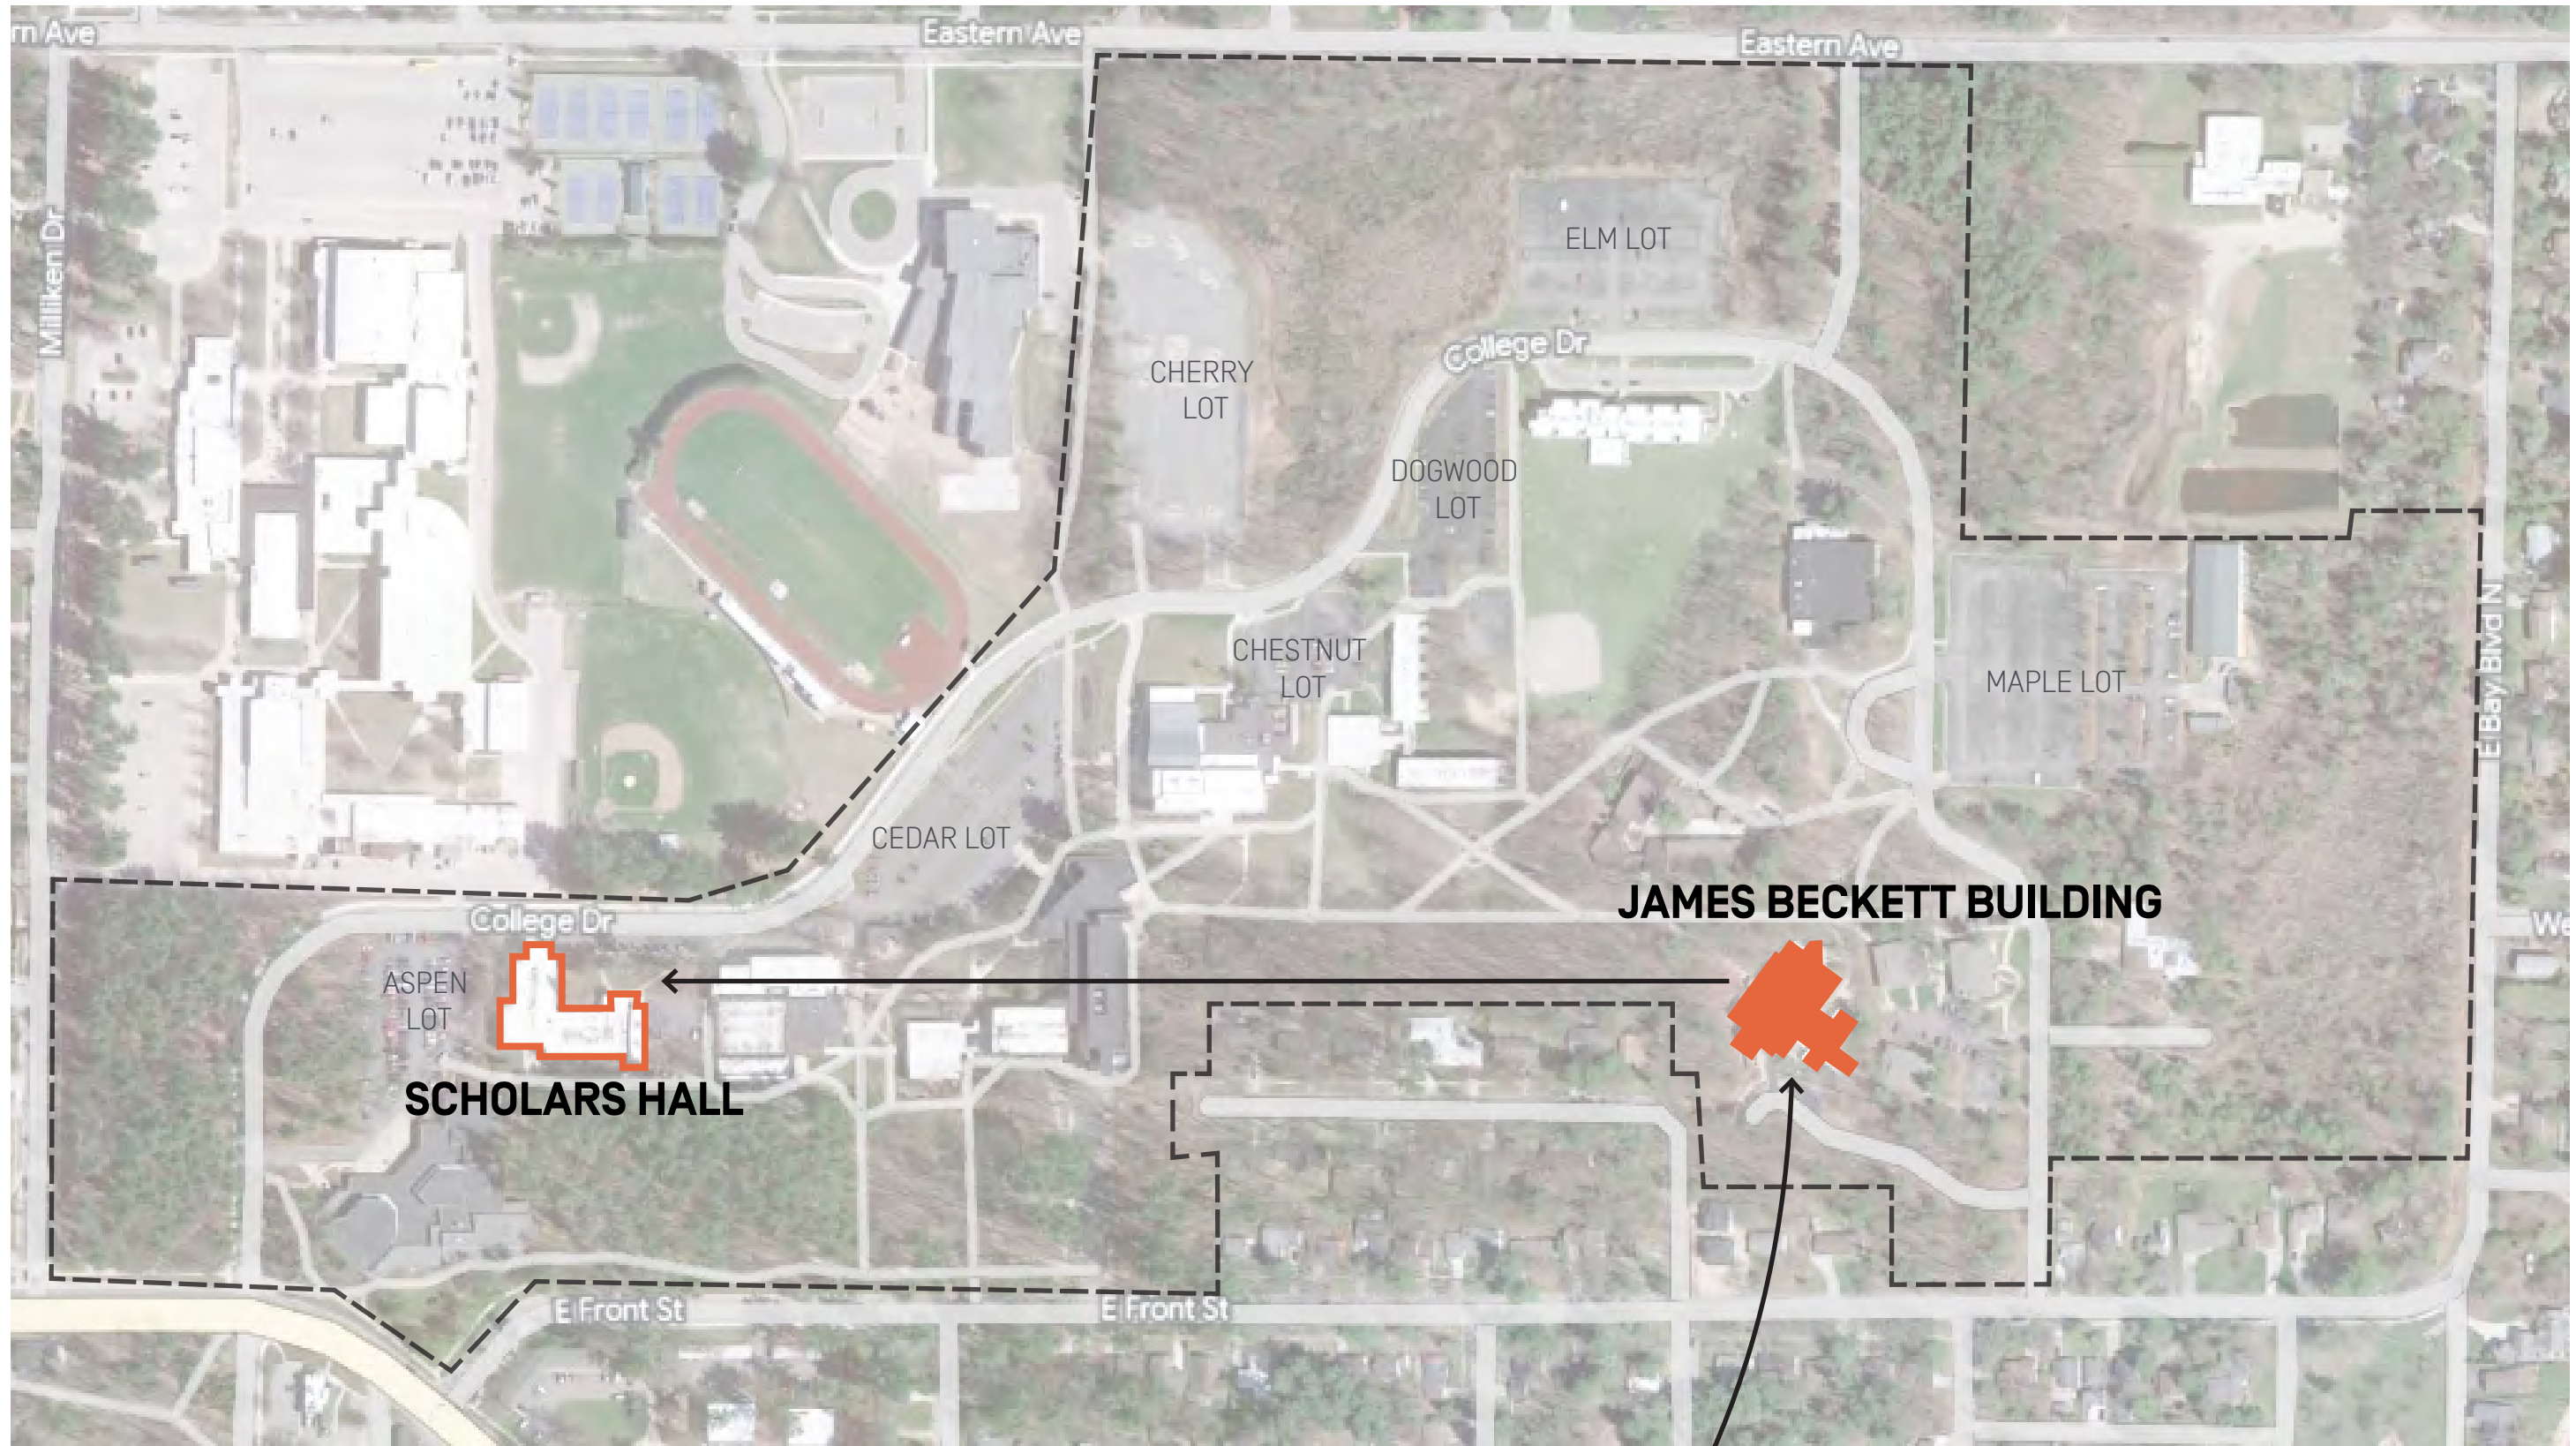 rn Ave
Eastern Ave
Eastern Ave
Milliken Dr
ELM LOT
College Dr
CHERRY
LOT
DOGWOOD
LOT
CHESTNUT
LOT
MAPLE LOT
E Bay Blvd N
CEDAR LOT
JAMES BECKETT BUILDING
College Dr
We
ASPEN
LOT
SCHOLARS HALL
E Front St
E Front St